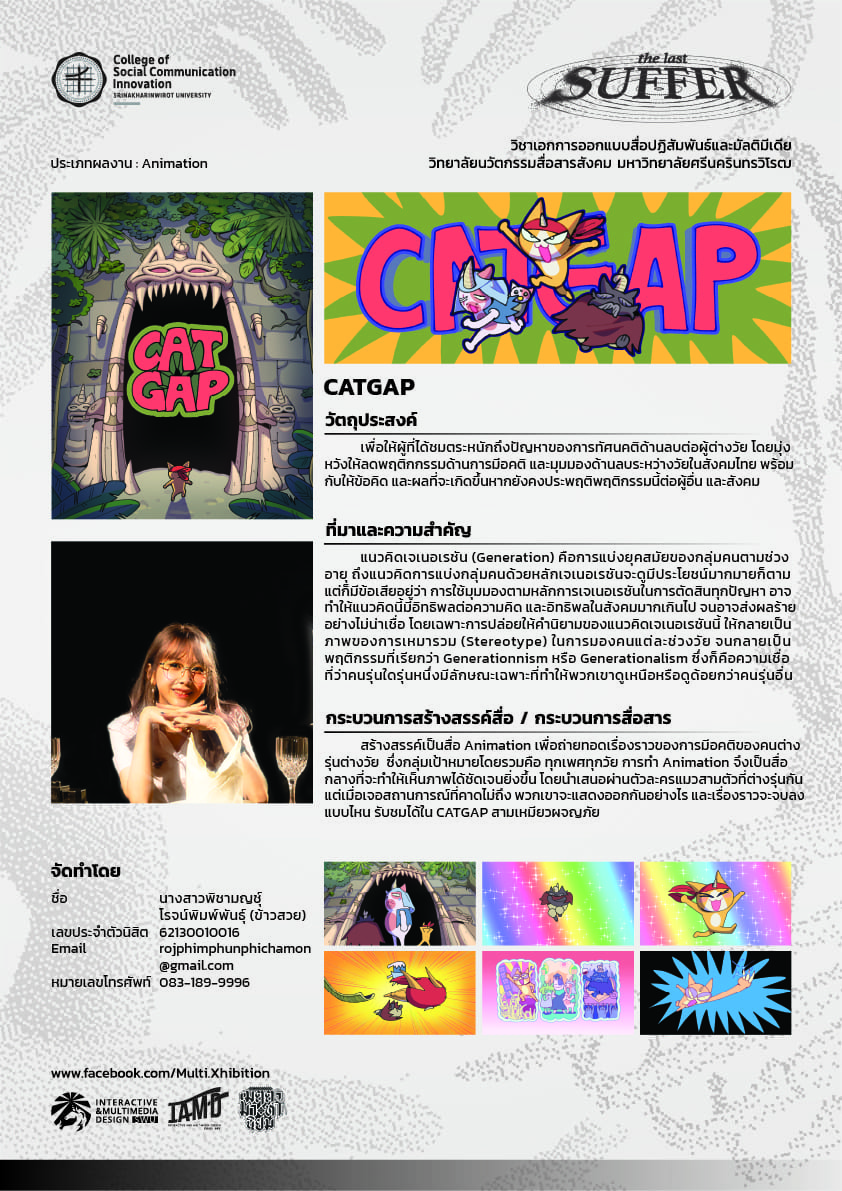 College of
Social Communication
Innovation
SRINAKHARINWIROT UNIVERSITY
the last
SUFFER
วิชาเอกการออกแบบสื่อปฏิสัมพันธ์และมัลติมีเดีย
ประเภทผลงาน : Animation
วิทยาลัยนวัตกรรมสื่อสารสังคม มหาวิทยาลัยศรีนครินทรวิโรฒ
CAT
GAP
CATGAP
CATGAP
วัตถุประสงค์
เพื่อให้ผู้ที่ได้ชมตระหนักถึงปัญหาของการทัศนคติด้านลบต่อผู้ต่างวัย โดยมุ่ง
หวังให้ลดพฤติกรรมด้านการมีอคติ และมุมมองด้านลบระหว่างวัยในสังคมไทย พร้อม
กับให้ข้อคิด และผลที่จะเกิดขึ้นหากยังคงประพฤติพฤติกรรมนี้ต่อผู้อื่น และสังคม
ที่มาและความสำคัญ
แนวคิดเจเนอเรชัน (Generation) คือการแบ่งยุคสมัยของกลุ่มคนตามช่วง
อายุ ถึงแนวคิดการแบ่งกลุ่มคนด้วยหลักเจเนอเรชันจะดูมีประโยชน์มากมายก็ตาม
แต่ก็มีข้อเสียอยู่ว่า การใช้มุมมองตามหลักการเจเนอเรชันในการตัดสินทุกปัญหา อาจ
ทำให้แนวคิดนี้มีอิทธิพลต่อความคิด และอิทธิพลในสังคมมากเกินไป จนอาจส่งผลร้าย
อย่างไม่น่าเชื่อ โดยเฉพาะการปล่อยให้คำนิยามของแนวคิดเจเนอเรชันนี้ ให้กลายเป็น
ภาพของการเหมารวม (Stereotype) ในการมองคนแต่ละช่วงวัย จนกลายเป็น
พฤติกรรมที่เรียกว่า Generationnism หรือ Generationalism ซึ่งก็คือความเชื่อ
ที่ว่าคนรุ่นใดรุ่นหนึ่งมีลักษณะเฉพาะที่ทำให้พวกเขาดูเหนือหรือดูด้อยกว่าคนรุ่นอื่น
กระบวนการสร้างสรรค์สื่อ / กระบวนการสื่อสาร
สร้างสรรค์เป็นสื่อ Animation เพื่อถ่ายทอดเรื่องราวของการมีอคติของคนต่าง
รุ่นต่างวัย ซึ่งกลุ่มเป้าหมายโดยรวมคือ ทุกเพศทุกวัย การทำ Animation จึงเป็นสื่อ
กลางที่จะทำให้เห็นภาพได้ชัดเจนยิ่งขึ้น โดยนำเสนอผ่านตัวละครแมวสามตัวที่ต่างรุ่นกัน
แต่เมื่อเจอสถานการณ์ที่คาดไม่ถึง พวกเขาจะแสดงออกกันอย่างไร และเรื่องราวจะจบลง
แบบไหน รับชมได้ใน CATGAP สามเหมียวผจญภัย
จัดทำโดย
ชื่อ นางสาวพิชามญชุ์
โรจน์พิมพ์พันธุ์ (ข้าวสวย)
เลขประจำตัวนิสิต 62130010016
Email rojphimphunphichamon
@gmail.com
หมายเลขโทรศัพท์ 083-189-9996
www.facebook.com/Multi.Xhibition
INTERACTIVE
&MULTIMEDIA
DESIGN SWU
IAMD